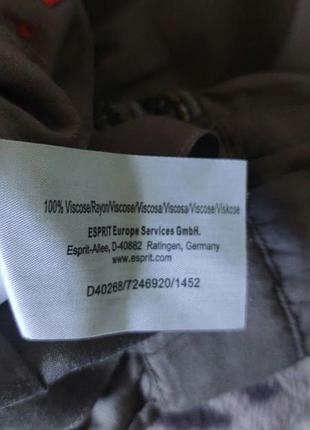 100% Viscose/Rayon/Viscose/Viscosa/Viscosa/Viscose/Viskose
ESPRIT Europe Services GmbH.
Esprit-Allee, D-40882 Ratingen, Germany
www.esprit.com
D40268/7246920/1452